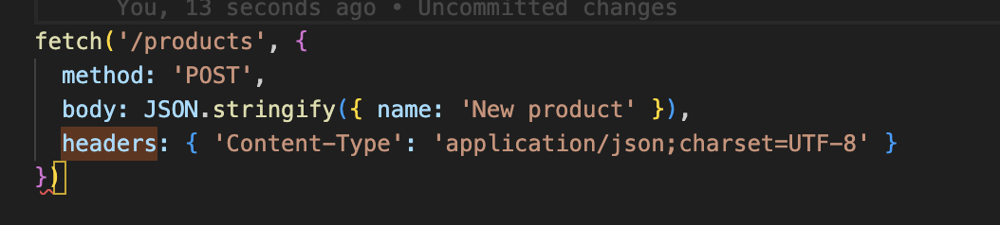 You, 13 seconds ago • Uncommitted changes
fetch('/products', {
method: 'POST',
body: JSON.stringify({ name: 'New product' }),
headers: { 'Content-Type': 'application/json;charset=UTF-8' }
})